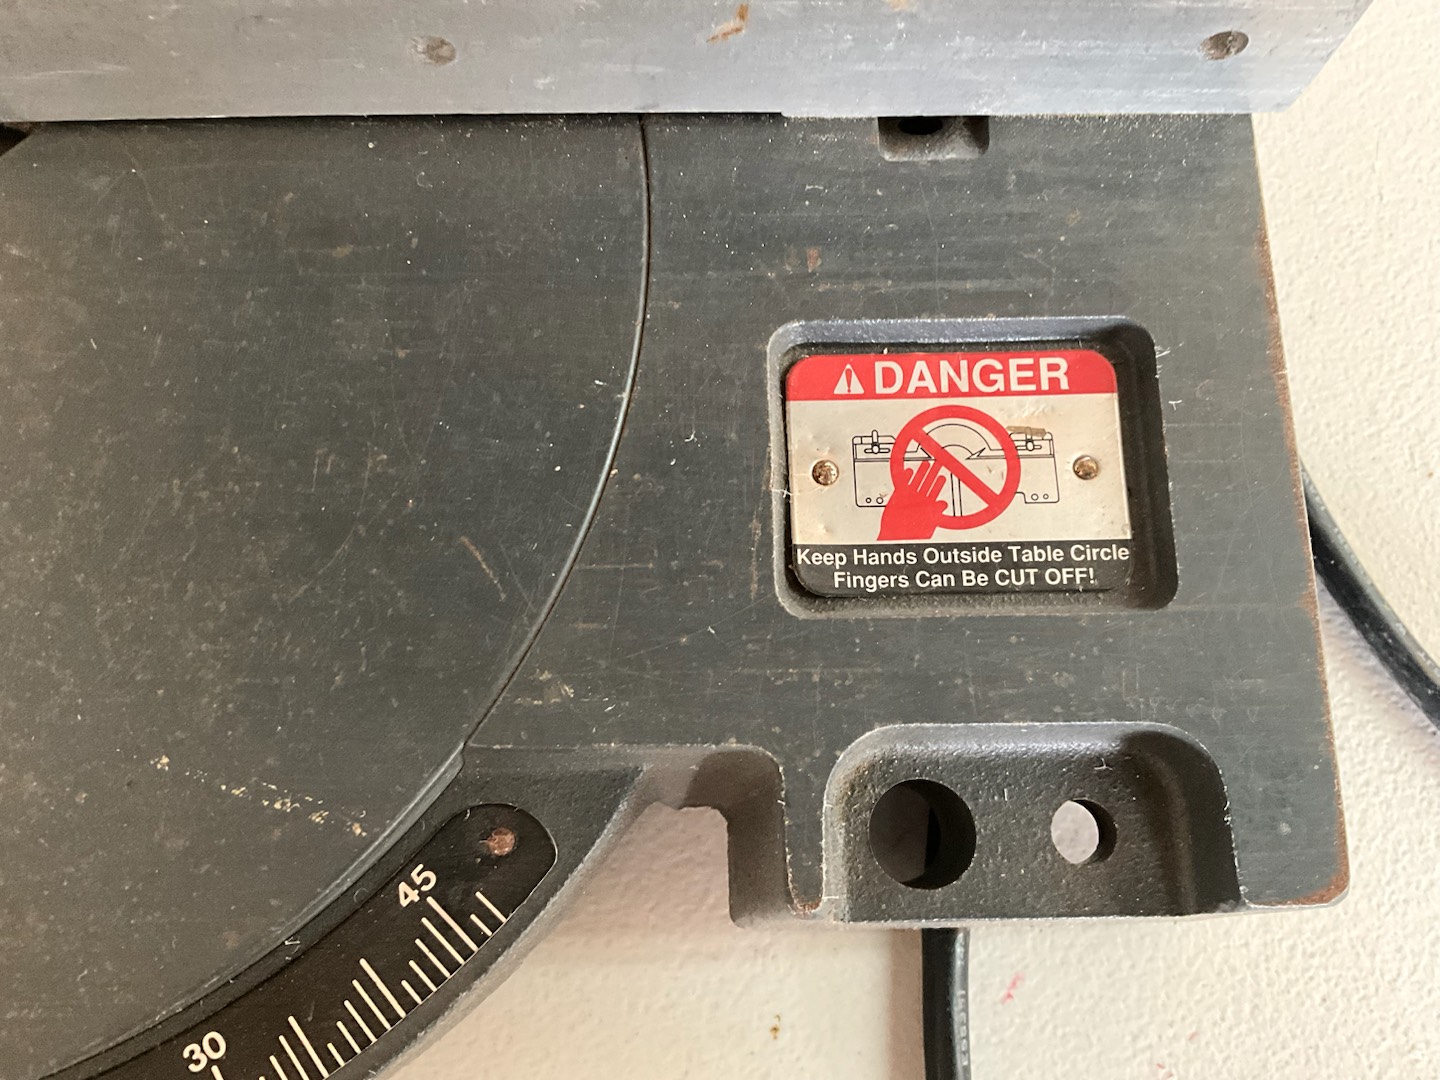 DANGER
Keep Hands Outside Table Circle
Fingers Can Be CUT OFF!
45
30